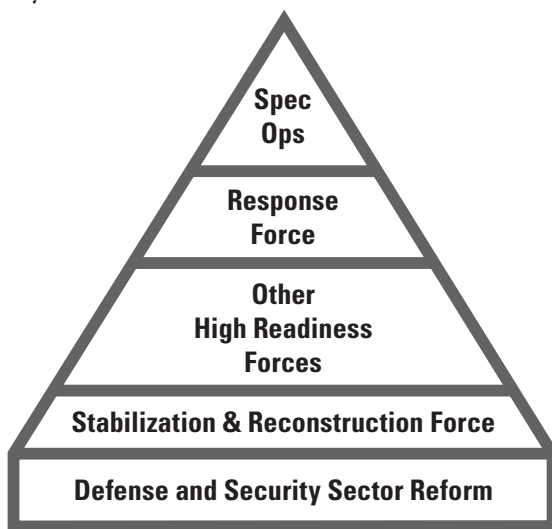 Spec
Ops
Response
Force
Other
High Readiness
Forces
Stabilization & Reconstruction Force
Defense and Security Sector Reform